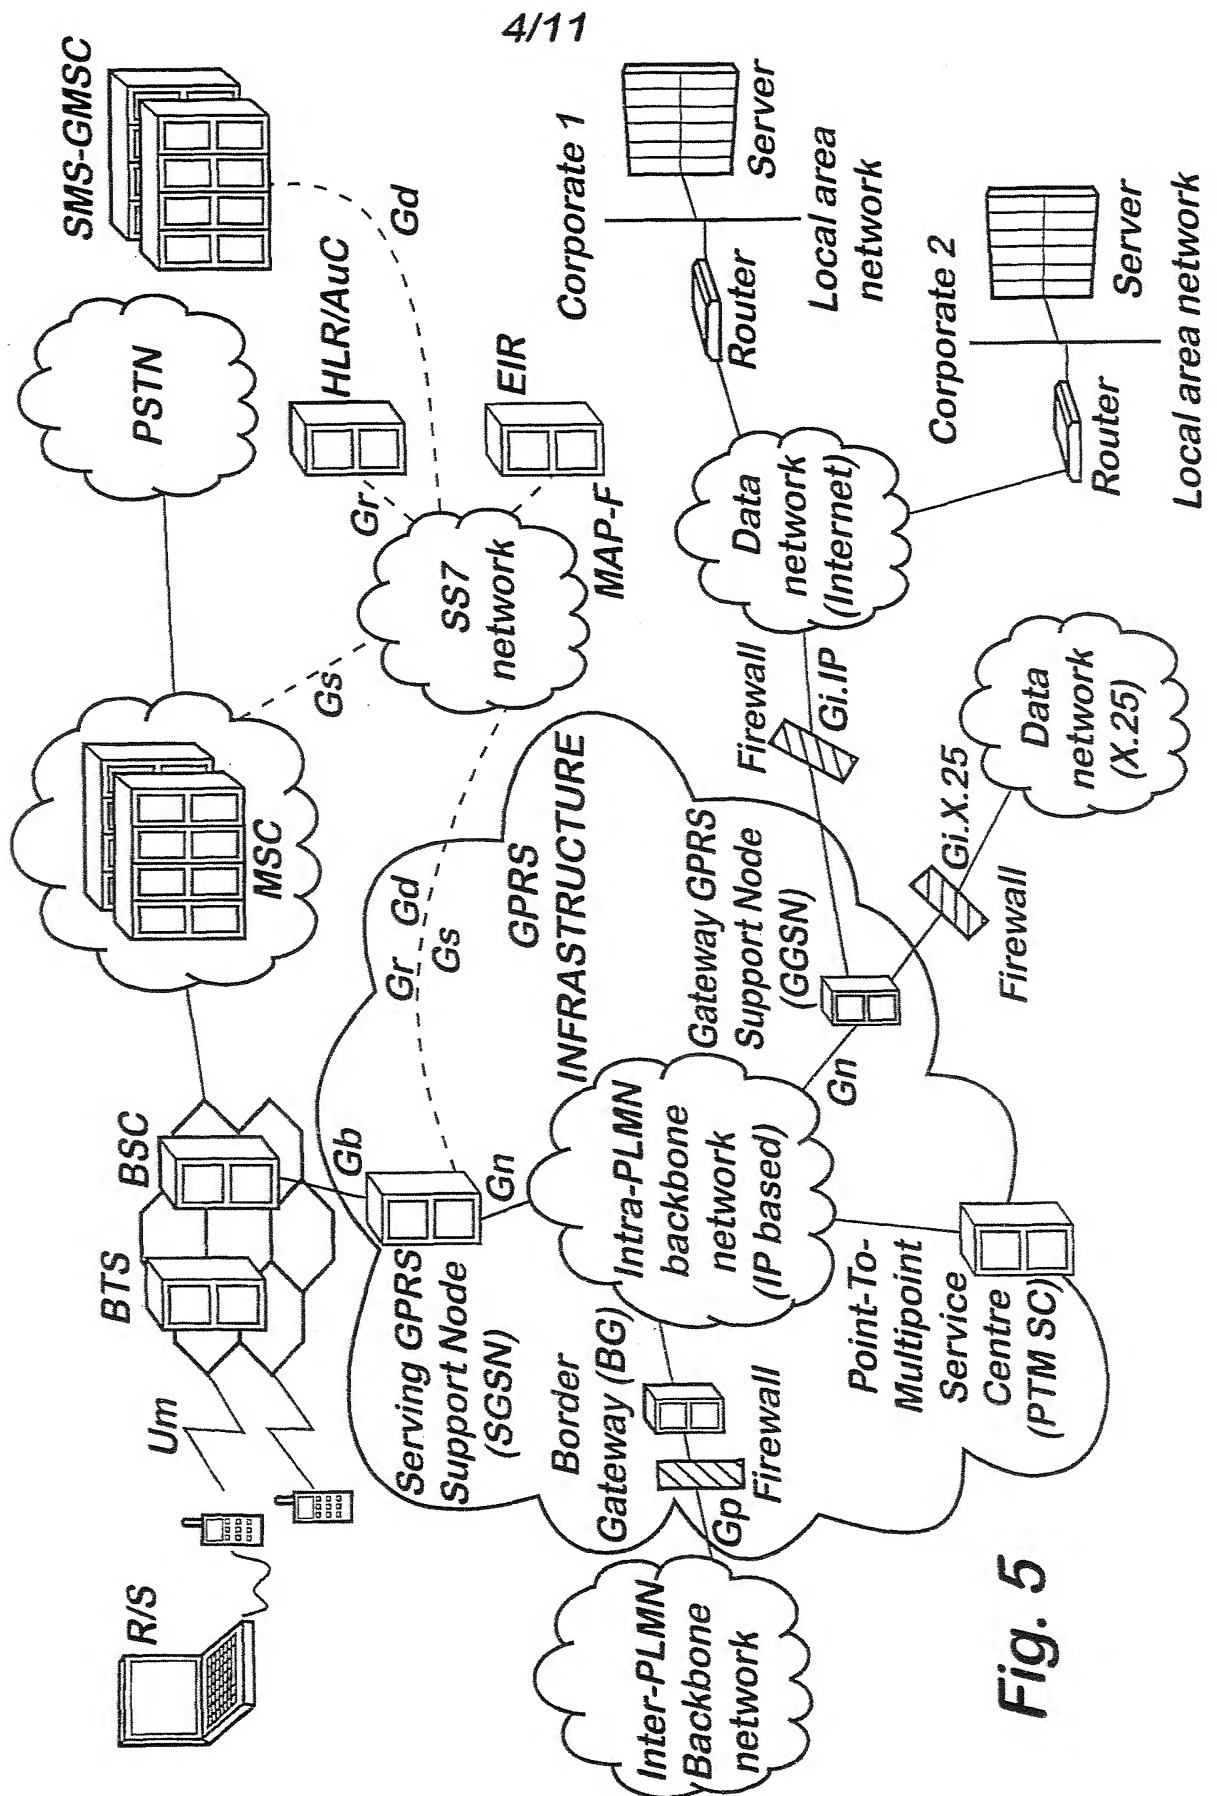 4/11
SMS-GMSC
PSTN
MSC
BSC
BTS
Um
R/S
HLR/AuC
Gd
Gr
EIR
MAP-F
SS7
network
Gs
Gr
Gd
Gs
Gb
Gn
Serving GPRS
Support Node
(SGSN)
GPRS
INFRASTRUCTURE
Intra-PLMN
backbone
network
(IP based)
Gn
Gateway GPRS
Support Node
(GGSN)
Border
Gateway (BG)
Firewall
Gp
Inter-PLMN
Backbone
network
Point-To-
Multipoint
Service
Centre
(PTM SC)
Firewall
Gi.IP
Data
network
(Internet)
Gi.X.25
Firewall
Data
network
(X.25)
Corporate 1
Server
Router
Local area
network
Corporate 2
Server
Router
Local area network
Fig. 5